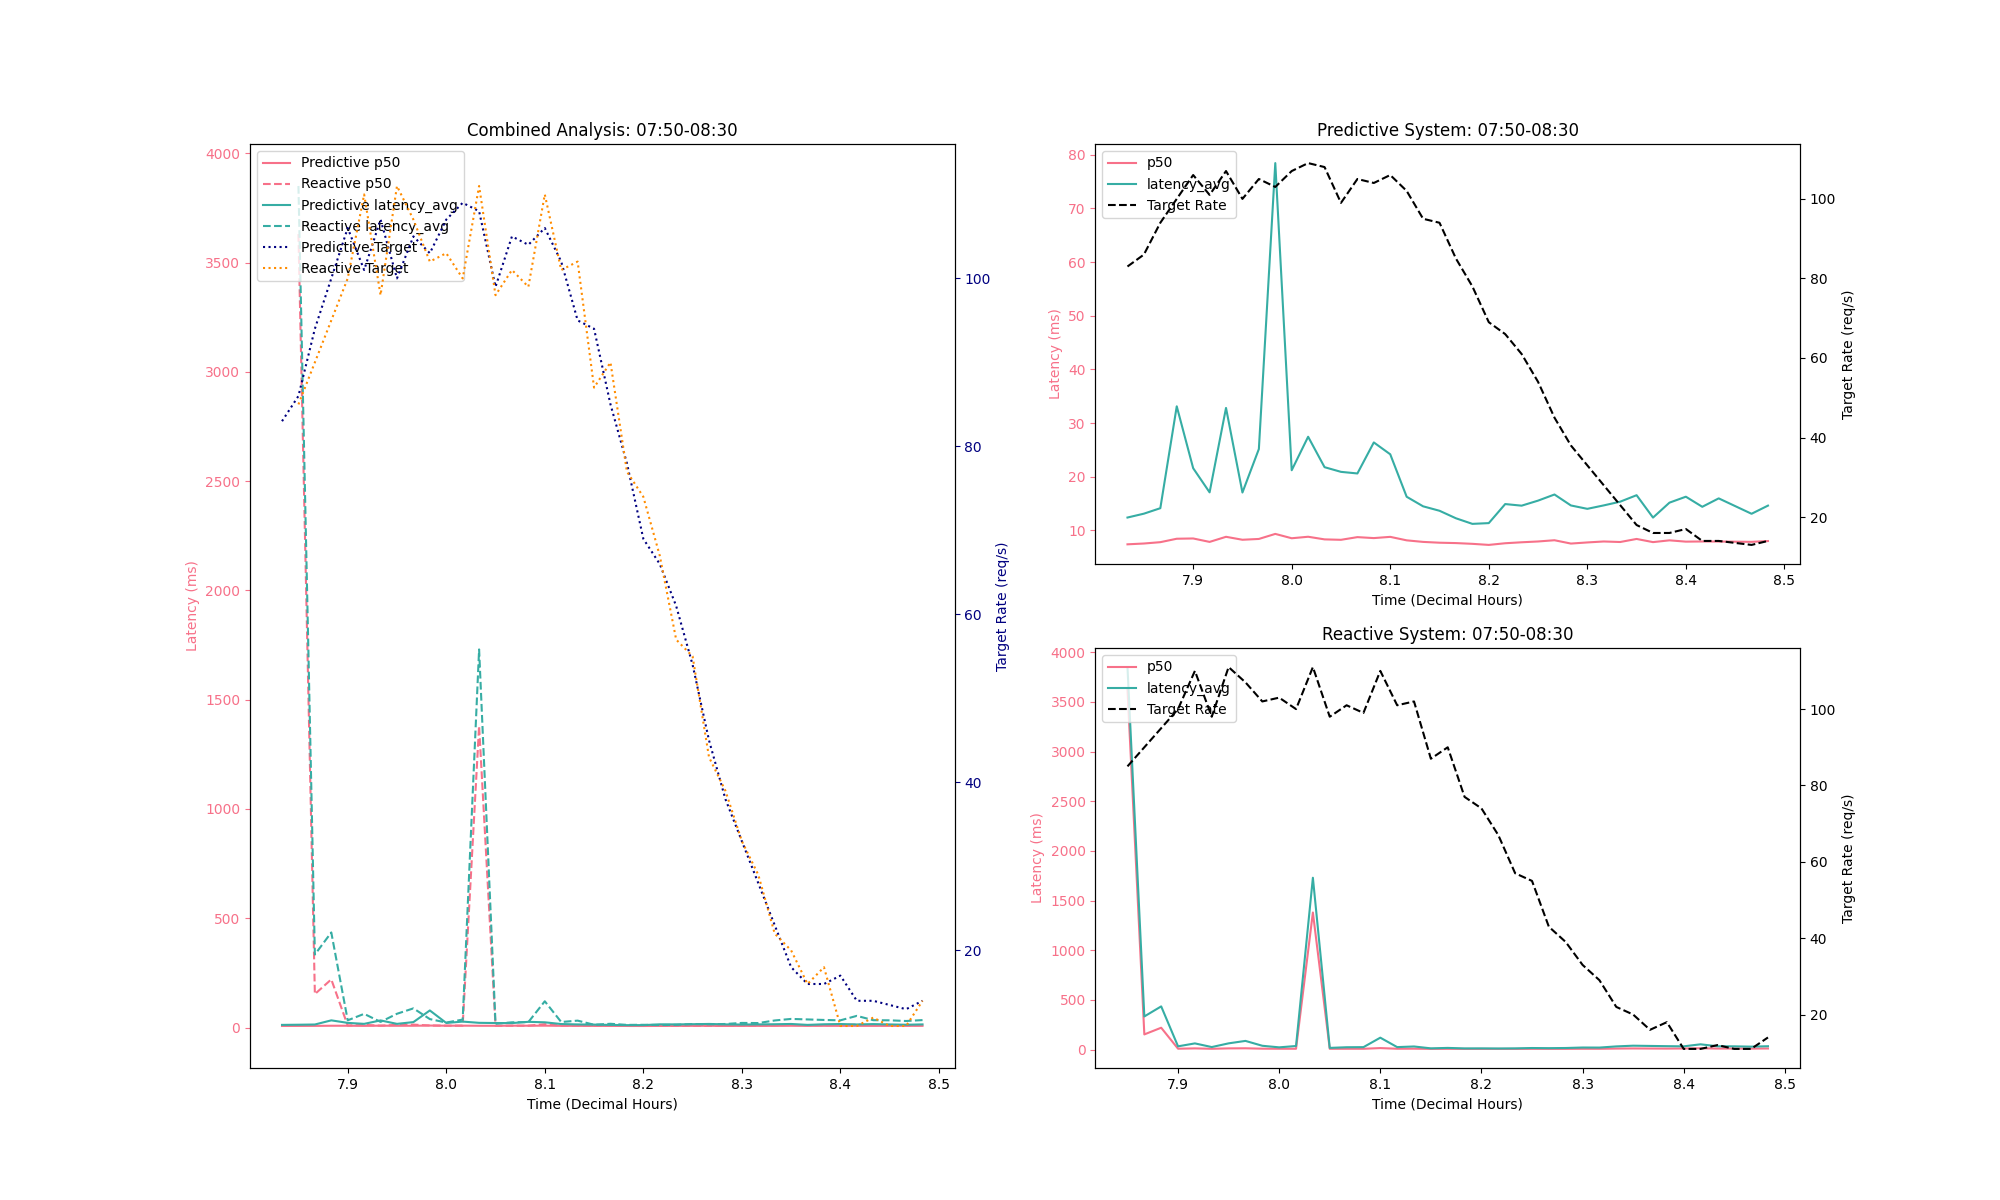 Combined Analysis: 07:50-08:30
Predictive p50
Reactive p50
Predictive latency_avg
Reactive latency_avg
Predictive Target
Reactive Target
4000
3500
3000
2500
2000
1500
1000
500
0
Latency (ms)
100
80
60
40
20
Target Rate (req/s)
7.9 8.0 8.1 8.2 8.3 8.4 8.5
Time (Decimal Hours)
Predictive System: 07:50-08:30
p50
latency_avg
Target Rate
80
70
60
50
40
30
20
10
Latency (ms)
100
80
60
40
20
Target Rate (req/s)
7.9 8.0 8.1 8.2 8.3 8.4 8.5
Time (Decimal Hours)
Reactive System: 07:50-08:30
p50
latency_avg
Target Rate
4000
3500
3000
2500
2000
1500
1000
500
0
Latency (ms)
100
80
60
40
20
Target Rate (req/s)
7.9 8.0 8.1 8.2 8.3 8.4 8.5
Time (Decimal Hours)